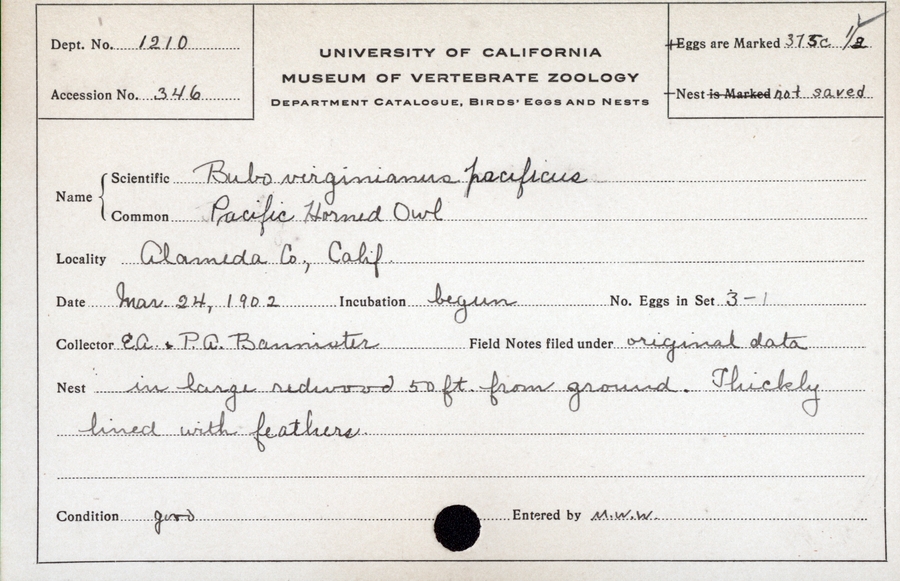 Dept. No. 1210
Accession No. 346
UNIVERSITY OF CALIFORNIA
MUSEUM OF VERTEBRATE ZOOLOGY
DEPARTMENT CATALOGUE, BIRDS' EGGS AND NESTS
Eggs are Marked 375c 1/2
Nest is Marked not saved
Name Scientific Bubo virginianus pacificus
Common Pacific Horned Owl
Locality Alameda Co., Calif.
Date Mar. 24, 1902 Incubation begun No. Eggs in Set 3-1
Collector E.A. & P.A. Bannister Field Notes filed under original data
Nest in large redwood 50 ft. from ground. Thickly
lined with feathers.
Condition good Entered by M.W.W.